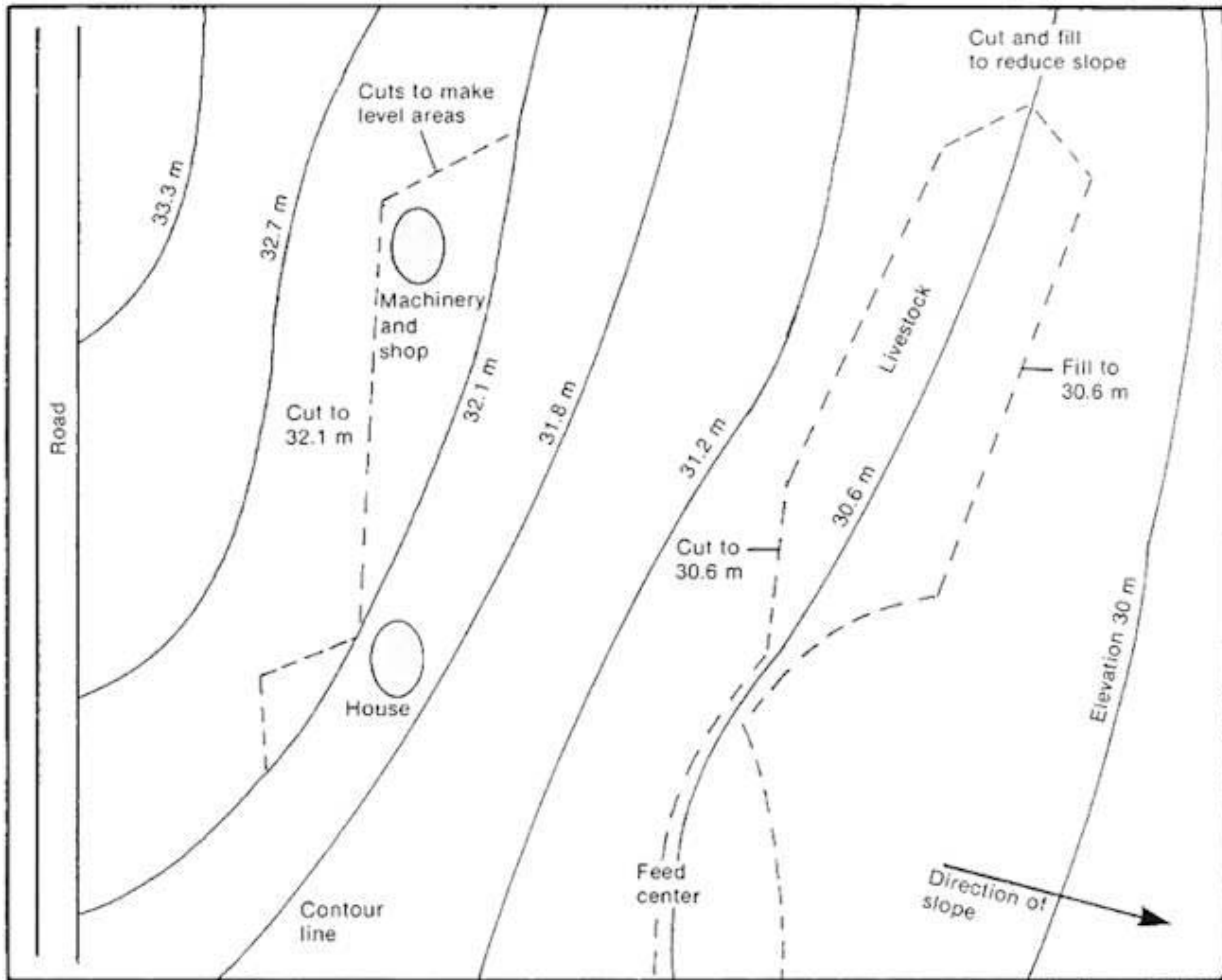 Cut and fill
to reduce slope
Cuts to make
level areas
33.3 m
32.7 m
Machinery
and
shop
Livestock
Fill to
30.6 m
Road
Cut to
32.1 m
32.1 m
31.8 m
31.2 m
30.6 m
Cut to
30.6 m
Elevation 30 m
House
Feed
center
Direction of
slope
Contour
line